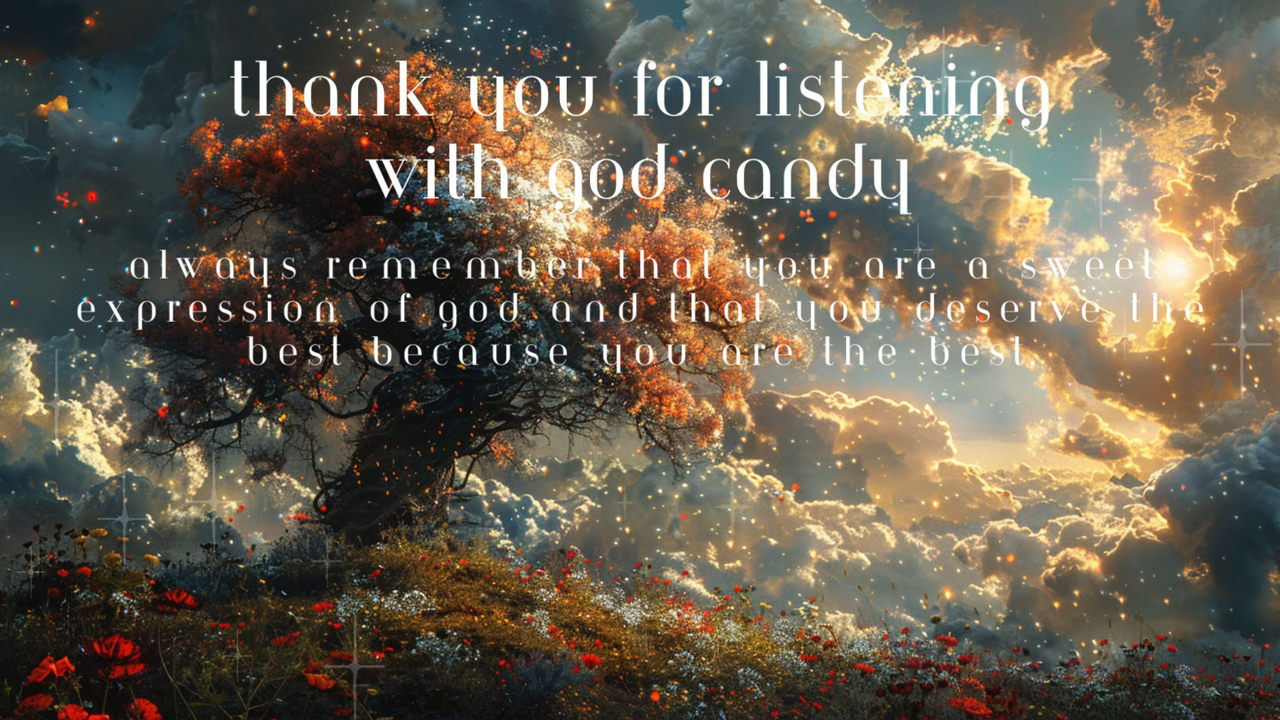 thank you for listening
with god candy
always remember that you are a sweet
expression of god and that you deserve the
best because you are the best